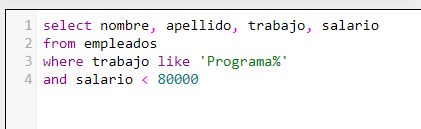 1 select nombre, apellido, trabajo, salario
2 from empleados
3 where trabajo like 'Programa%'
4 and salario < 80000